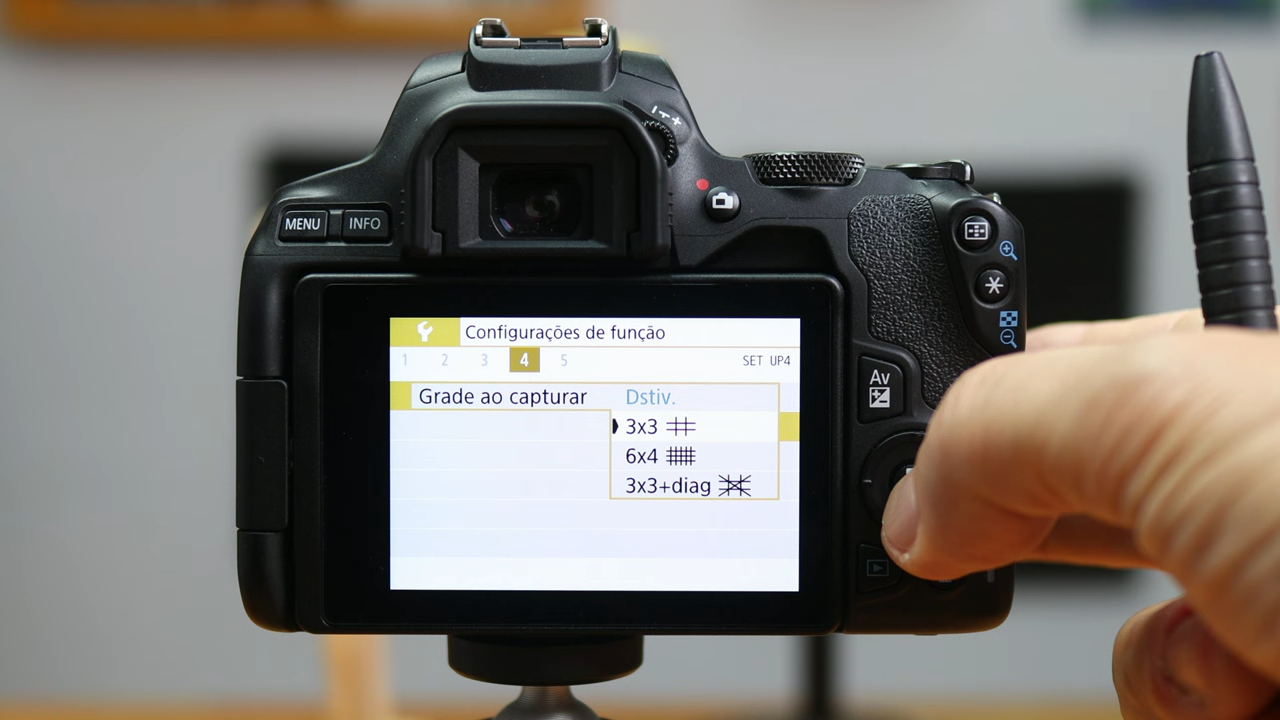 MENU INFO
Configurações de função
1 2 3 4 5 SET UP4
Grade ao capturar Dstiv.
3x3
6x4
3x3+diag
Av